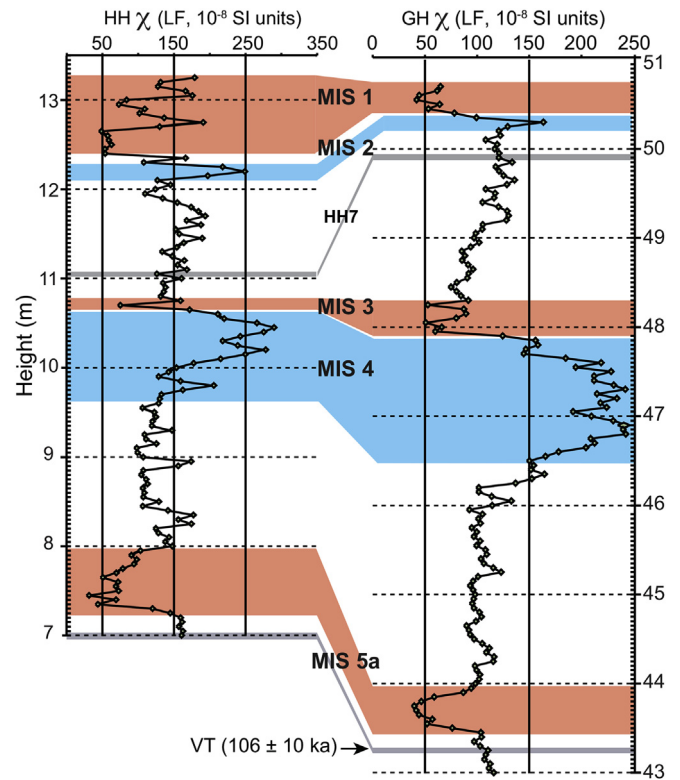 HH χ (LF, 10⁻⁸ SI units) GH χ (LF, 10⁻⁸ SI units)
50 150 250 350 0 50 100 150 200 250
51
13
MIS 1
MIS 2
50
12
HH7
49
11
MIS 3
48
Height (m)
10
MIS 4
47
9
46
8
45
7
MIS 5a
44
VT (106 ± 10 ka)
43